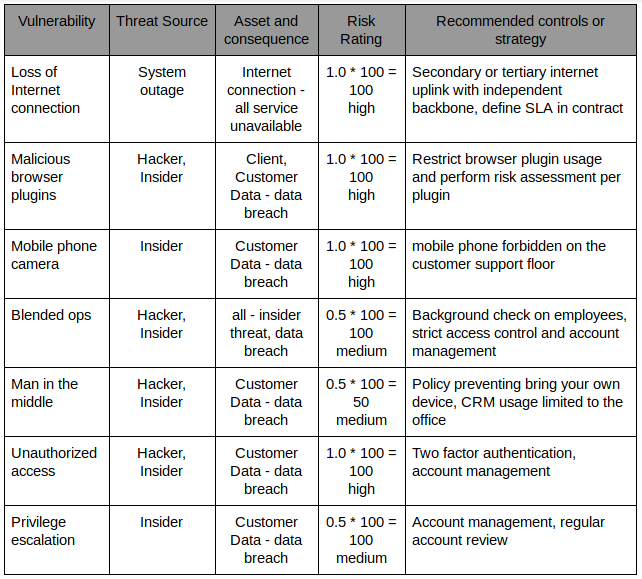 Vulnerability
Threat Source
Asset and
consequence
Risk
Rating
Recommended controls or
strategy
Loss of
Internet
connection
System
outage
Internet
connection -
all service
unavailable
1.0 * 100 =
100
high
Secondary or tertiary internet
uplink with independent
backbone, define SLA in contract
Malicious
browser
plugins
Hacker,
Insider
Client,
Customer
Data - data
breach
1.0 * 100 =
100
high
Restrict browser plugin usage
and perform risk assessment per
plugin
Mobile phone
camera
Insider
Customer
Data - data
breach
1.0 * 100 =
100
high
mobile phone forbidden on the
customer support floor
Blended ops
Hacker,
Insider
all - insider
threat, data
breach
0.5 * 100 =
100
medium
Background check on employees,
strict access control and account
management
Man in the
middle
Hacker,
Insider
Customer
Data - data
breach
0.5 * 100 =
50
medium
Policy preventing bring your own
device, CRM usage limited to the
office
Unauthorized
access
Hacker,
Insider
Customer
Data - data
breach
1.0 * 100 =
100
high
Two factor authentication,
account management
Privilege
escalation
Insider
Customer
Data - data
breach
0.5 * 100 =
100
medium
Account management, regular
account review